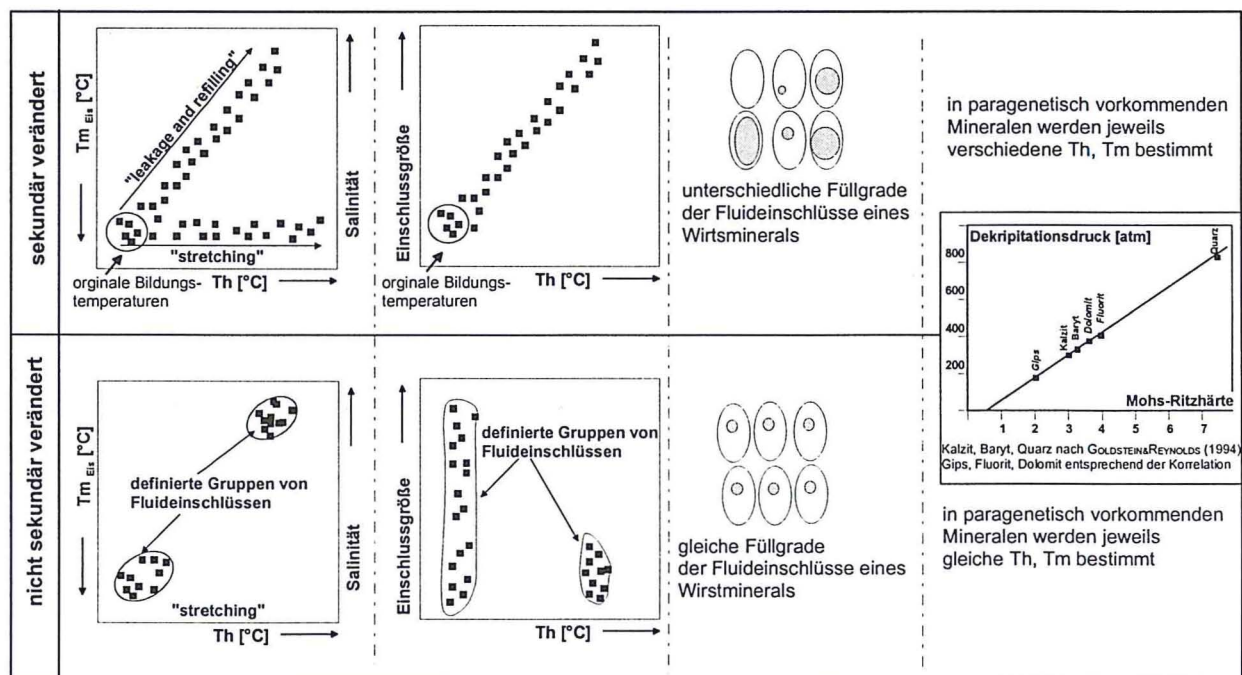 sekundär verändert
Tm Eis [°C]
"leakage and refilling"
"stretching"
Salinität
orginale Bildungs-
temperaturen
Th [°C]
Einschlussgröße
orginale Bildungs-
temperaturen
Th [°C]
unterschiedliche Füllgrade
der Fluideinschlüsse eines
Wirtsminerals
in paragenetisch vorkommenden
Mineralen werden jeweils
verschiedene Th, Tm bestimmt
Dekripitationsdruck [atm]
800
600
400
200
Gips
Kalzit
Baryt
Dolomit
Fluorit
Quarz
Mohs-Ritzhärte
1 2 3 4 5 6 7
Kalzit, Baryt, Quarz nach GOLDSTEIN&REYNOLDS (1994)
Gips, Fluorit, Dolomit entsprechend der Korrelation
nicht sekundär verändert
Tm Eis [°C]
definierte Gruppen von
Fluideinschlüssen
"stretching"
Salinität
Th [°C]
Einschlussgröße
definierte Gruppen von
Fluideinschlüssen
Th [°C]
gleiche Füllgrade
der Fluideinschlüsse eines
Wirstminerals
in paragenetisch vorkommenden
Mineralen werden jeweils
gleiche Th, Tm bestimmt